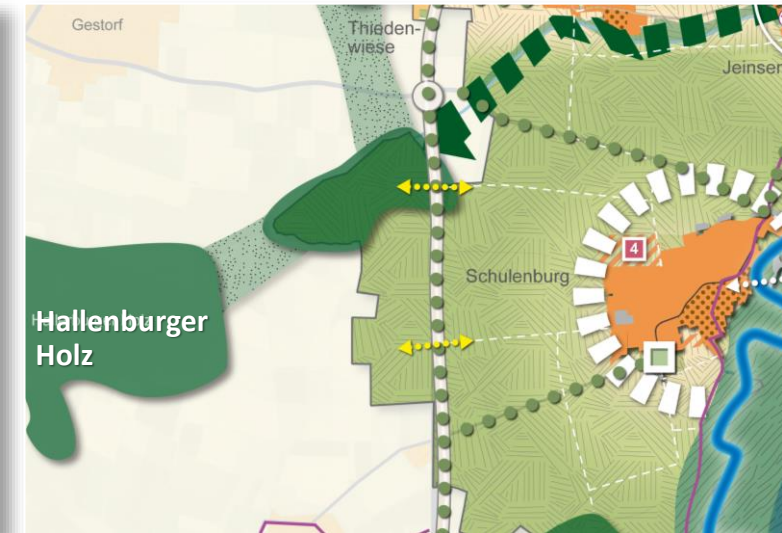 Gestorf
Thieden-
wiese
Jeinsen
Schulenburg
4
Hallenburger
Holz